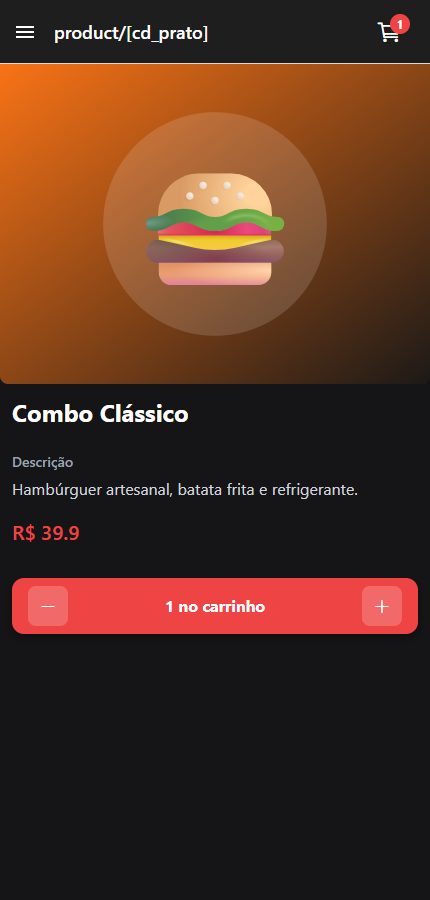 product/[cd_prato]
1
Combo Clássico
Descrição
Hambúrguer artesanal, batata frita e refrigerante.
R$ 39.9
1 no carrinho